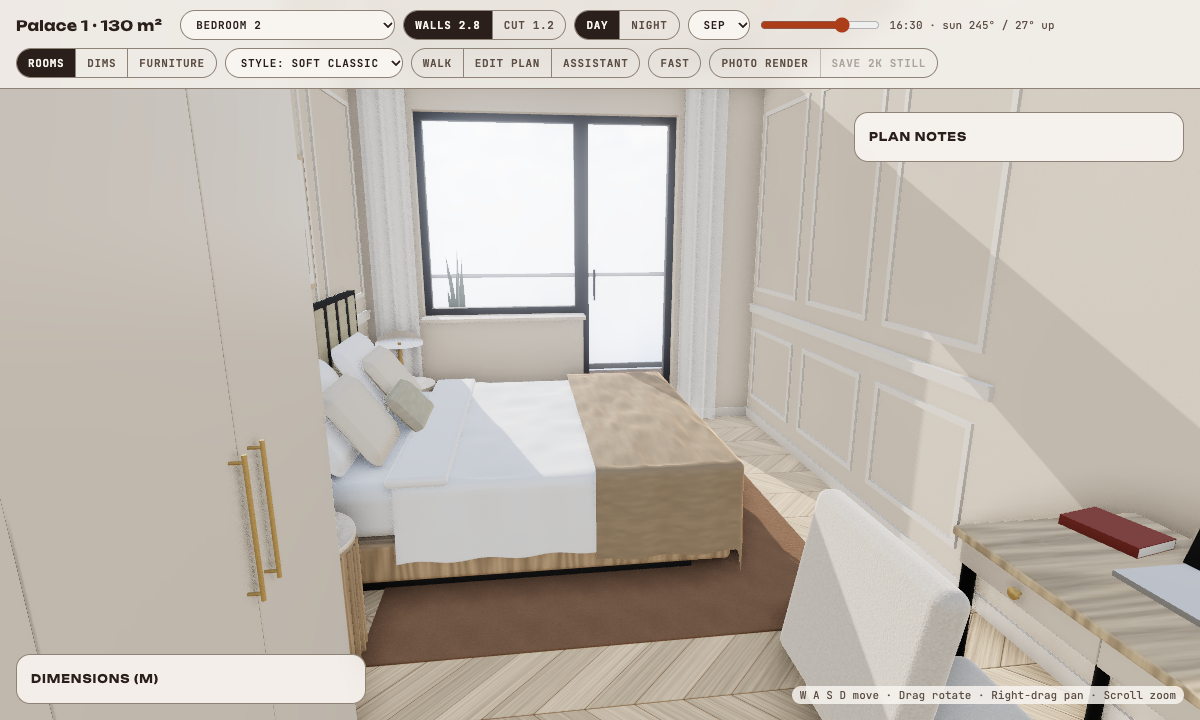 Palace 1 · 130 m²
BEDROOM 2
WALLS 2.8
CUT 1.2
DAY
NIGHT
SEP
16:30 · sun 245° / 27° up
ROOMS
DIMS
FURNITURE
STYLE: SOFT CLASSIC
WALK
EDIT PLAN
ASSISTANT
FAST
PHOTO RENDER
SAVE 2K STILL
PLAN NOTES
DIMENSIONS (M)
W A S D move · Drag rotate · Right-drag pan · Scroll zoom